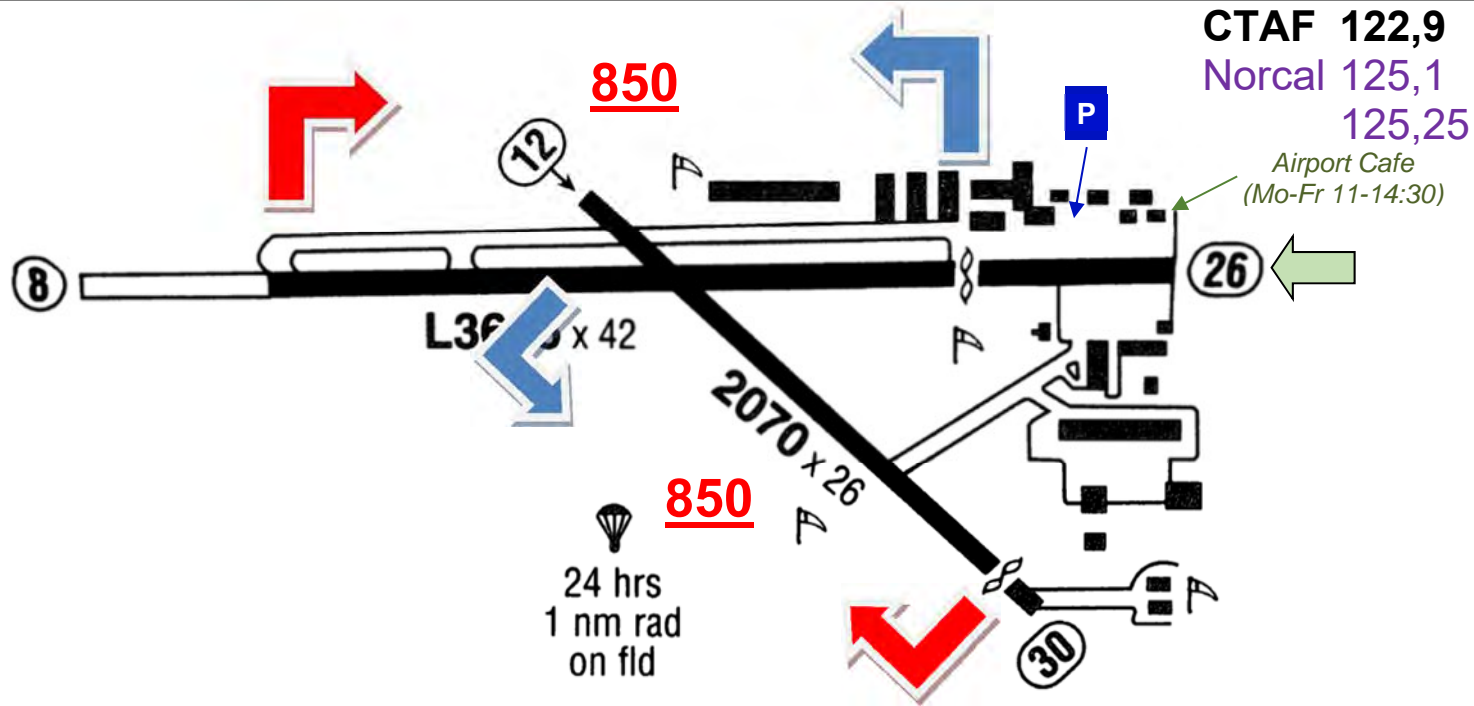 CTAF 122,9
Norcal 125,1
125,25
850
P
Airport Cafe
(Mo-Fr 11-14:30)
12
8
26
x 42
2070 x 26
850
24 hrs
1 nm rad
on fld
30